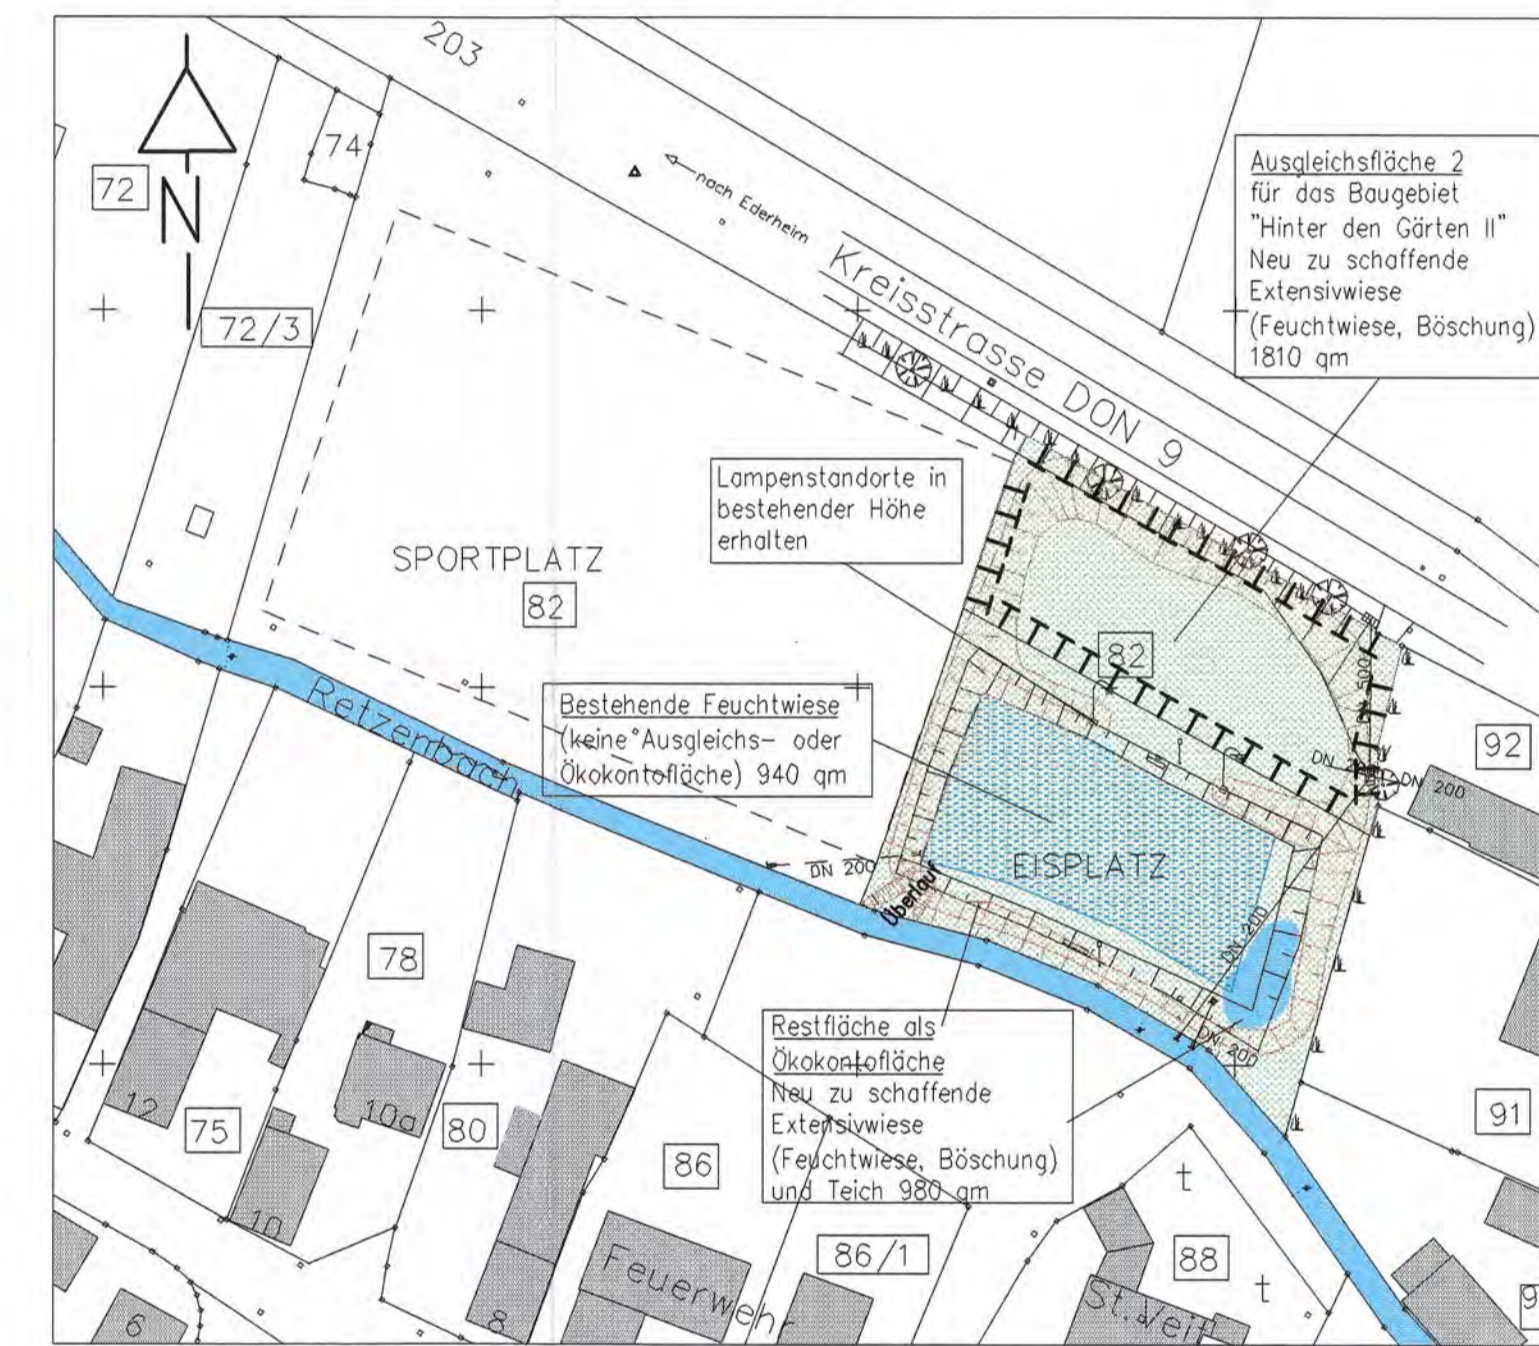 203
74
72
N
72/3
nach Ederheim
Kreisstrasse DON 9
Ausgleichsfläche 2
für das Baugebiet
"Hinter den Gärten II"
Neu zu schaffende
Extensivwiese
(Feuchtwiese, Böschung)
1810 qm
Lampenstandorte in
bestehender Höhe
erhalten
SPORTPLATZ
82
82
500
Retzenbach
Bestehende Feuchtwiese
(keine Ausgleichs- oder
Ökokontofläche) 940 qm
92
DN
DN 200
DN 200
EISPLATZ
Überlauf
DN 200
DN 200
78
Restfläche als
Ökokontofläche
Neu zu schaffende
Extensivwiese
(Feuchtwiese, Böschung)
und Teich 980 qm
12
75
10a
80
86
91
10
t
86/1
88
t
Feuerwehr
St.Veit
6
8
9